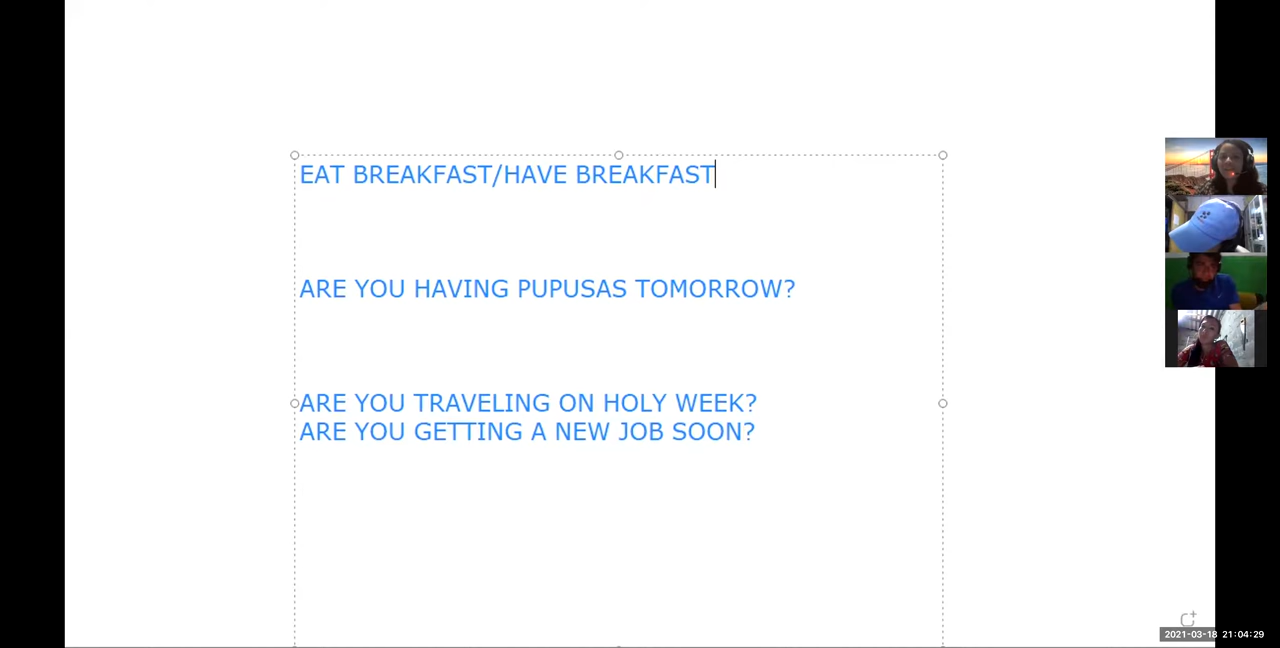 EAT BREAKFAST/HAVE BREAKFAST
ARE YOU HAVING PUPUSAS TOMORROW?
ARE YOU TRAVELING ON HOLY WEEK?
ARE YOU GETTING A NEW JOB SOON?
2021-03-18 21:04:29